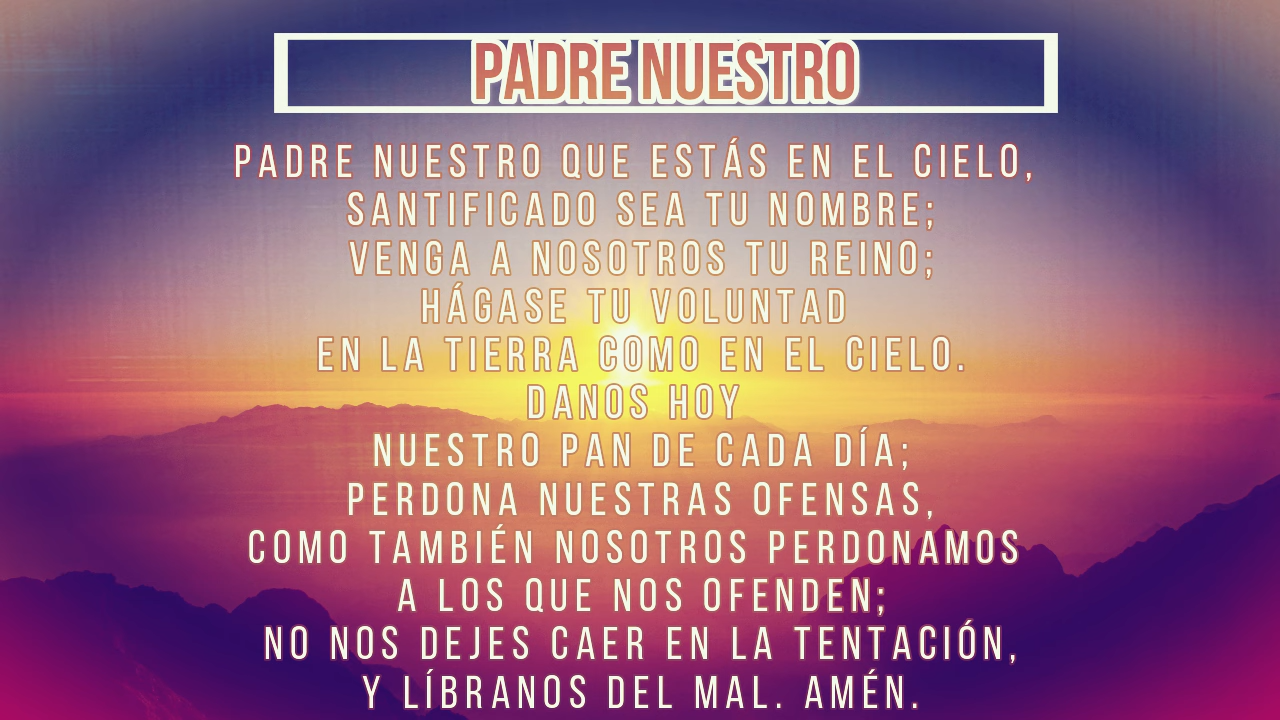 PADRE NUESTRO
PADRE NUESTRO QUE ESTÁS EN EL CIELO,
SANTIFICADO SEA TU NOMBRE;
VENGA A NOSOTROS TU REINO;
HÁGASE TU VOLUNTAD
EN LA TIERRA COMO EN EL CIELO.
DANOS HOY
NUESTRO PAN DE CADA DÍA;
PERDONA NUESTRAS OFENSAS,
COMO TAMBIÉN NOSOTROS PERDONAMOS
A LOS QUE NOS OFENDEN;
NO NOS DEJES CAER EN LA TENTACIÓN,
Y LÍBRANOS DEL MAL. AMÉN.